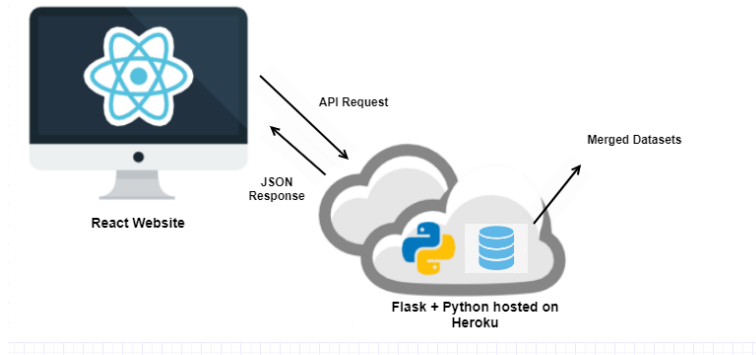 API Request
Merged Datasets
JSON
Response
React Website
Flask + Python hosted on
Heroku